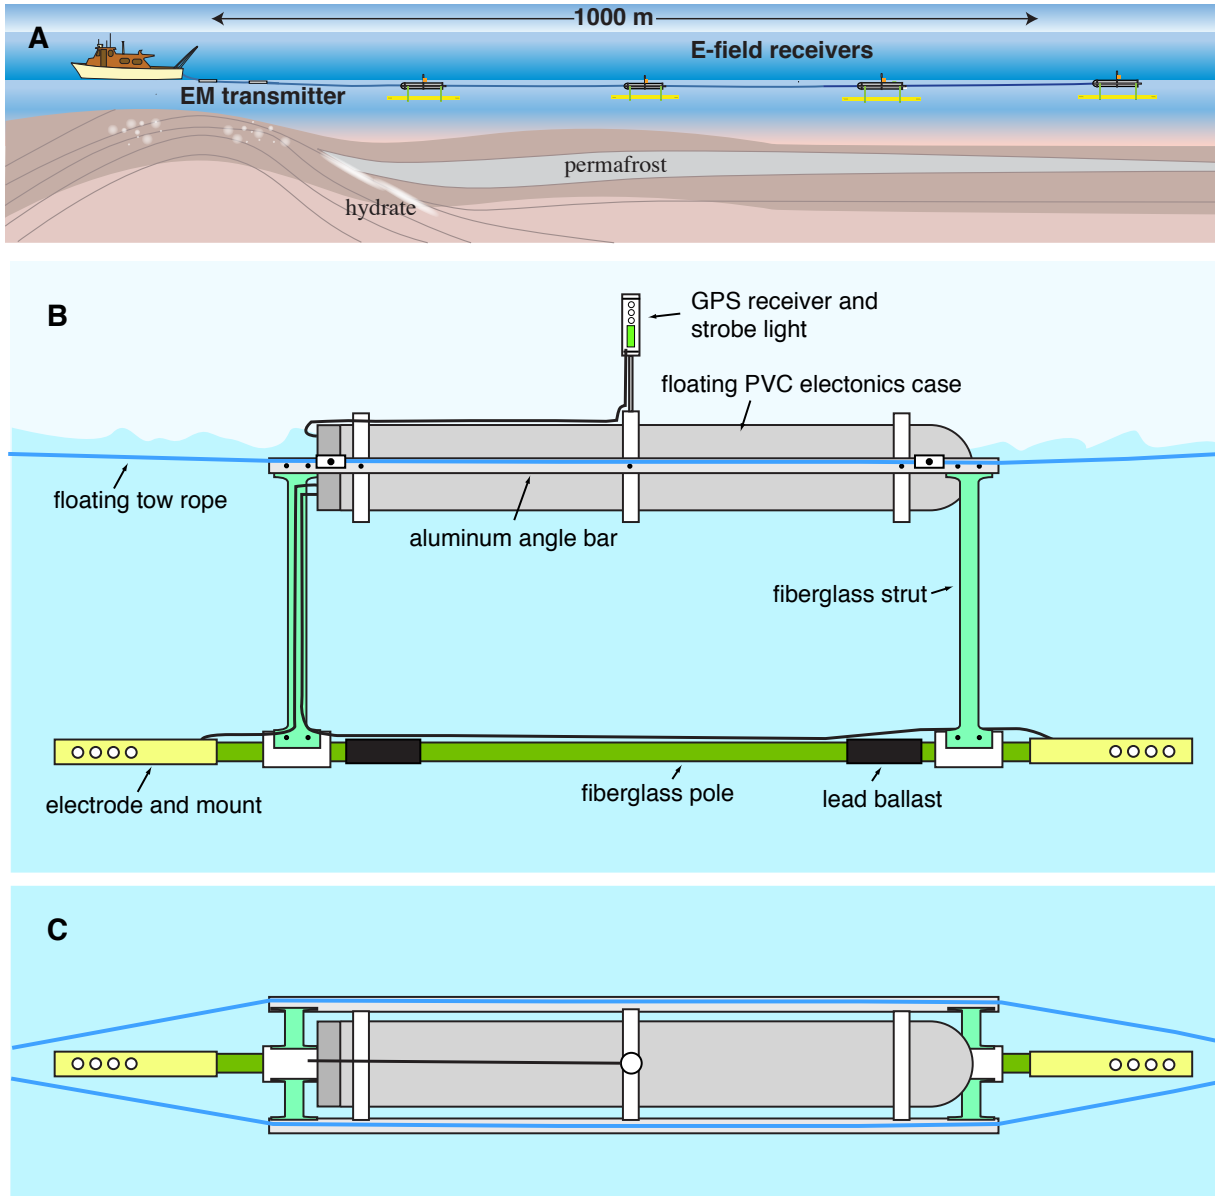 A
1000 m
E-field receivers
EM transmitter
permafrost
hydrate
B
GPS receiver and
strobe light
floating PVC electonics case
floating tow rope
aluminum angle bar
fiberglass strut
electrode and mount
fiberglass pole
lead ballast
C